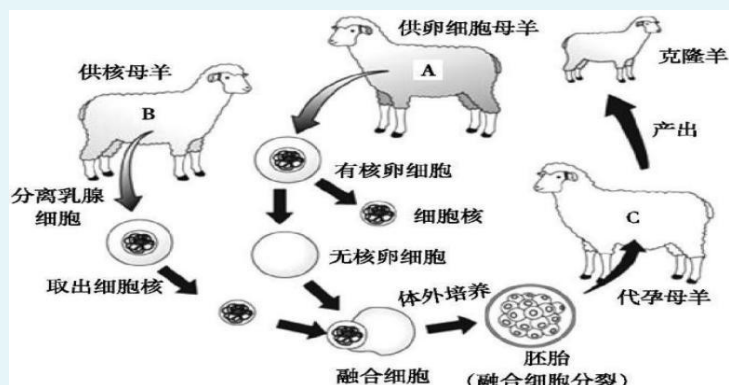 供卵细胞母羊
A
克隆羊
供核母羊
B
产出
有核卵细胞
分离乳腺
细胞
细胞核
C
无核卵细胞
取出细胞核
体外培养
代孕母羊
融合细胞
胚胎
（融合细胞分裂）